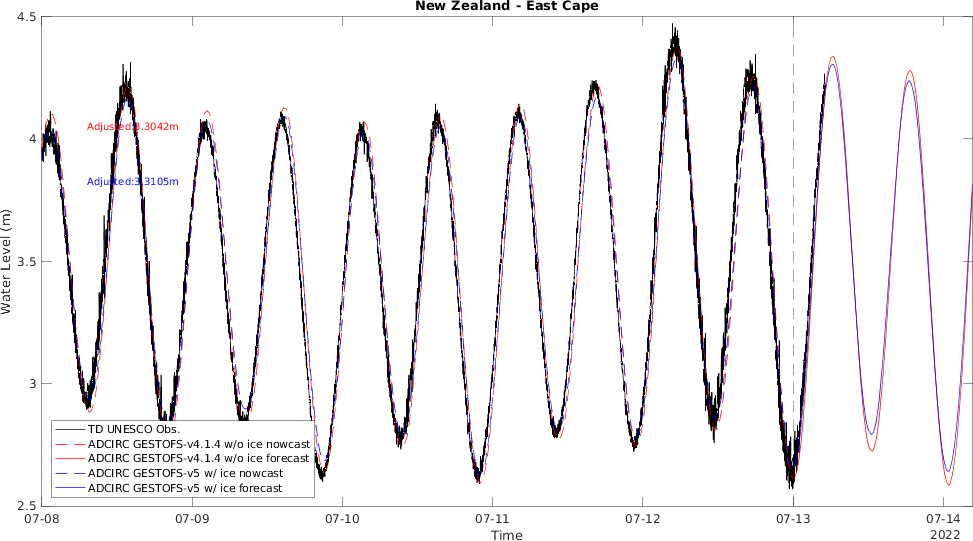 New Zealand - East Cape
4.5
4
3.5
3
2.5
Water Level (m)
Adjusted:3.3042m
Adjusted:3.3105m
TD UNESCO Obs.
ADCIRC GESTOFS-v4.1.4 w/o ice nowcast
ADCIRC GESTOFS-v4.1.4 w/o ice forecast
ADCIRC GESTOFS-v5 w/ ice nowcast
ADCIRC GESTOFS-v5 w/ ice forecast
07-08 07-09 07-10 07-11 07-12 07-13 07-14
Time
2022